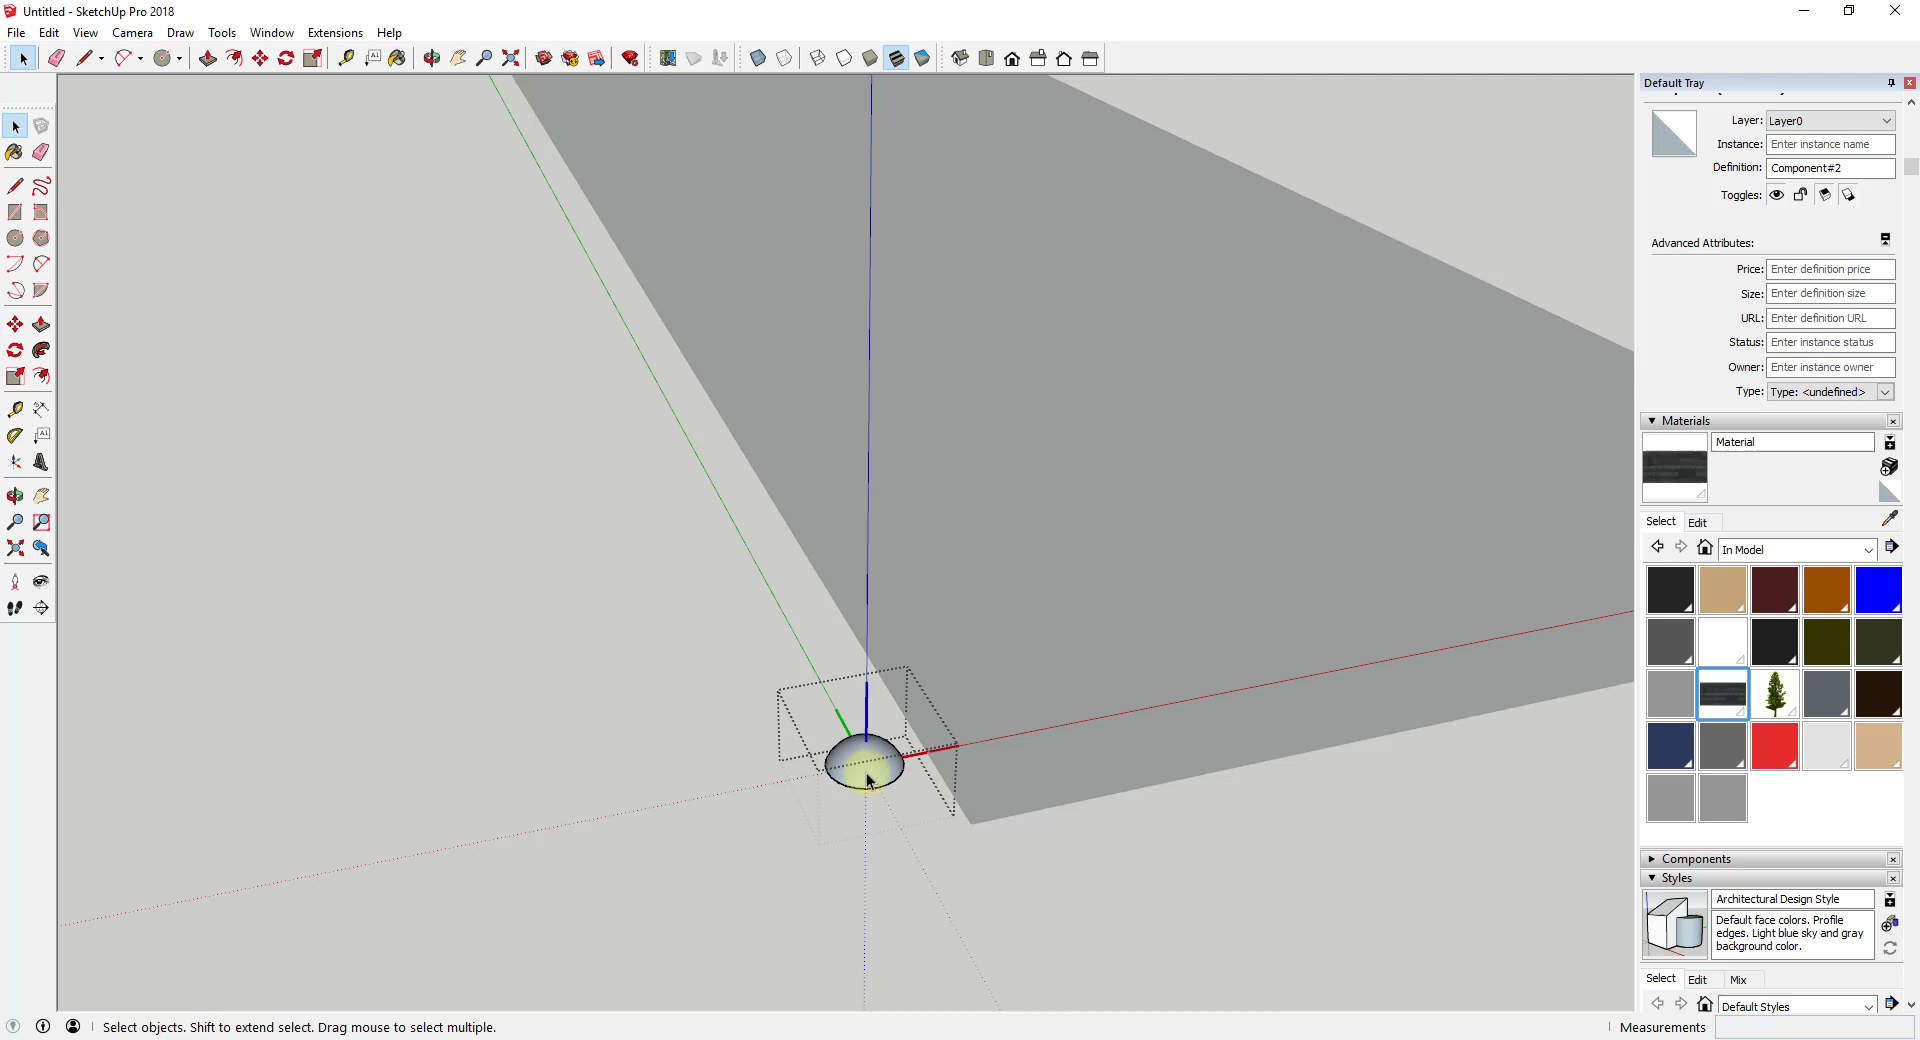 Untitled - SketchUp Pro 2018
File Edit View Camera Draw Tools Window Extensions Help
Default Tray
Layer: Layer0
Instance: Enter instance name
Definition: Component#2
Toggles:
Advanced Attributes:
Price: Enter definition price
Size: Enter definition size
URL: Enter definition URL
Status: Enter instance status
Owner: Enter instance owner
Type: Type: <undefined>
Materials
Material
Select Edit
In Model
Components
Styles
Architectural Design Style
Default face colors. Profile
edges. Light blue sky and gray
background color.
Select Edit Mix
Default Styles
Select objects. Shift to extend select. Drag mouse to select multiple.
Measurements